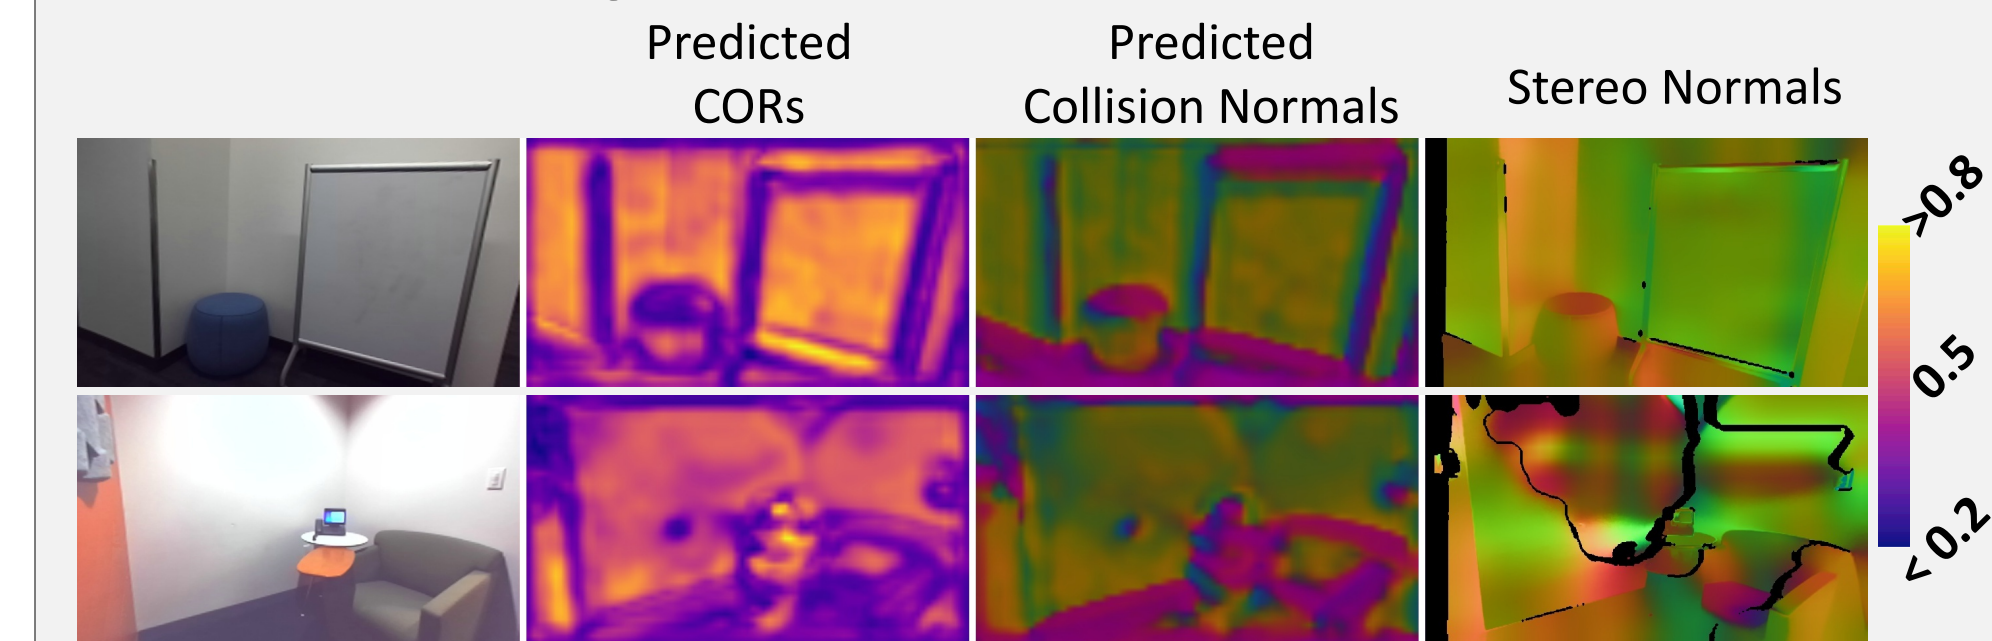 Predicted
CORs
Predicted
Collision Normals
Stereo Normals
>0.8
0.5
< 0.2